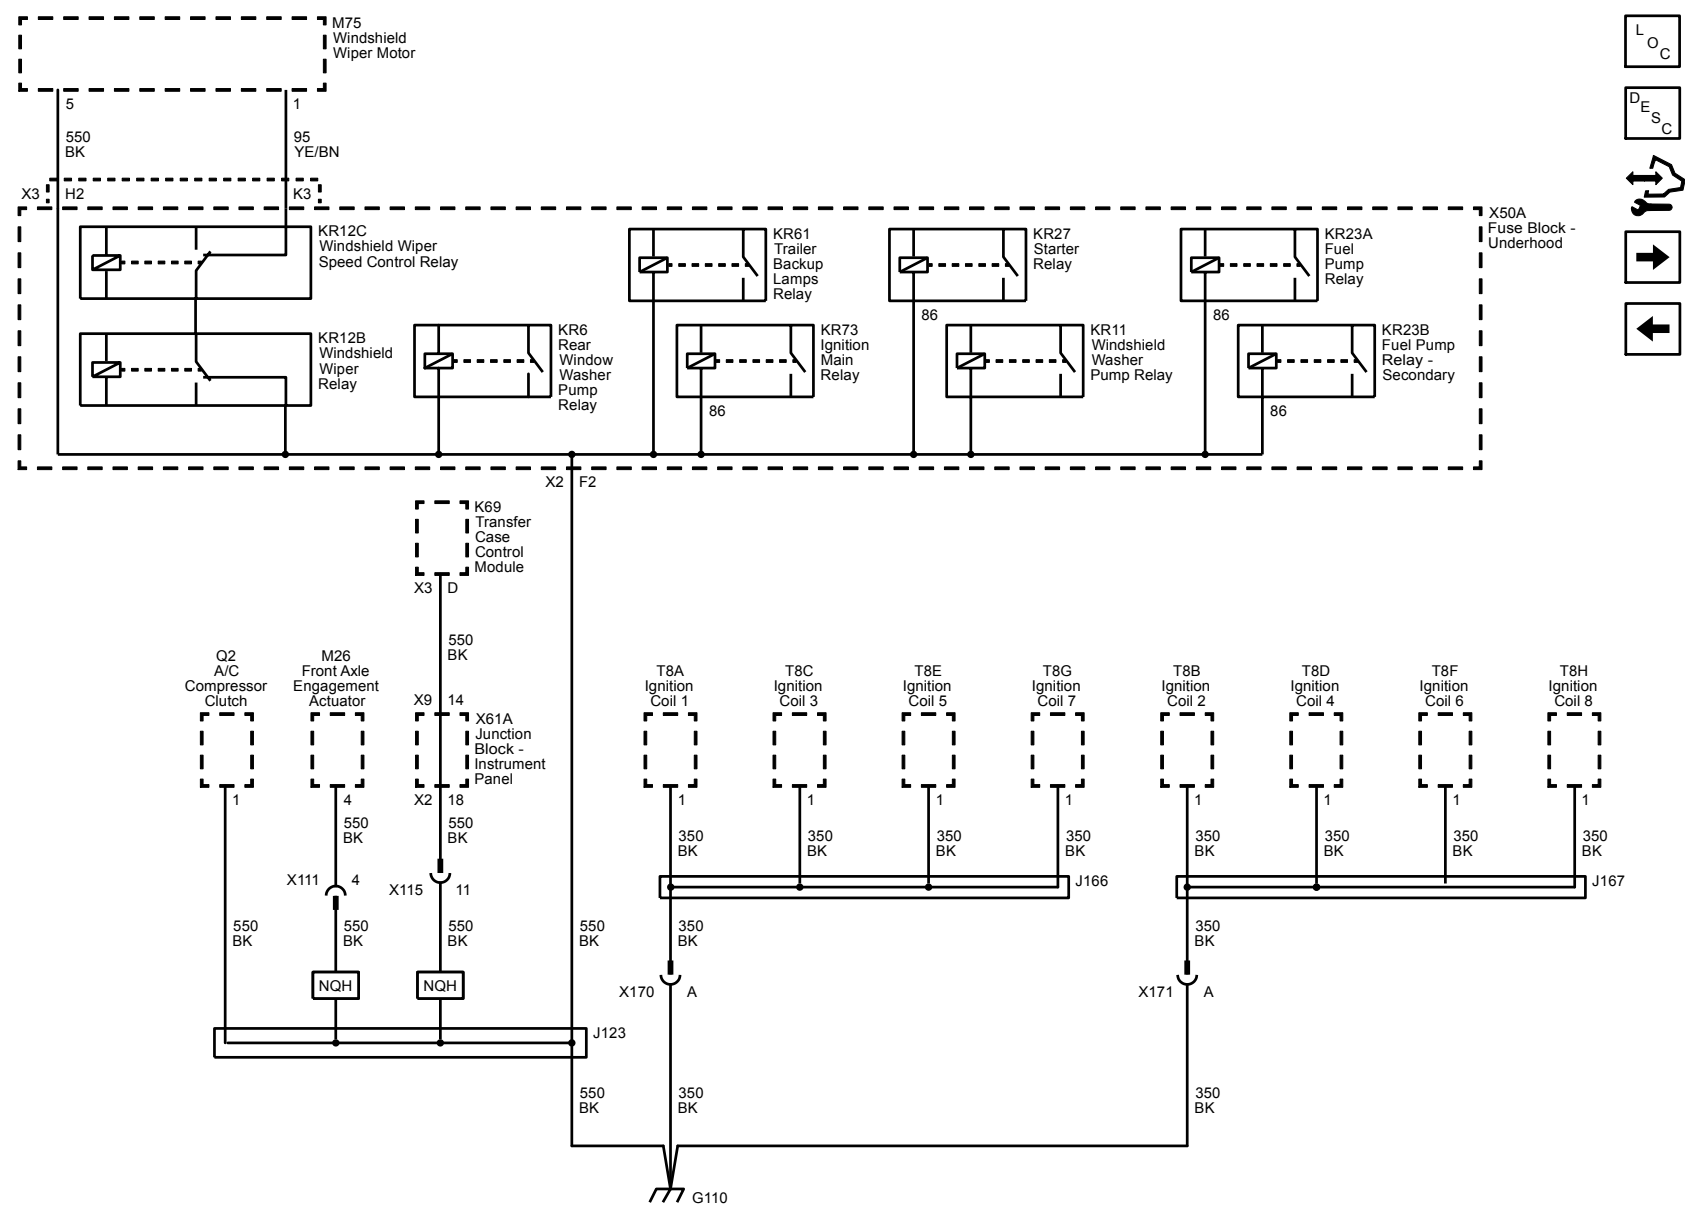 M75
Windshield
Wiper Motor
5
1
550
BK
95
YE/BN
X3
H2
K3
X50A
Fuse Block -
Underhood
KR12C
Windshield Wiper
Speed Control Relay
KR61
Trailer
Backup
Lamps
Relay
KR27
Starter
Relay
KR23A
Fuel
Pump
Relay
86
86
KR12B
Windshield
Wiper
Relay
KR6
Rear
Window
Washer
Pump
Relay
KR73
Ignition
Main
Relay
KR11
Windshield
Washer
Pump Relay
KR23B
Fuel Pump
Relay -
Secondary
86
86
X2
F2
K69
Transfer
Case
Control
Module
X3
D
550
BK
Q2
A/C
Compressor
Clutch
M26
Front Axle
Engagement
Actuator
X9
14
X61A
Junction
Block -
Instrument
Panel
X2
18
T8A
Ignition
Coil 1
T8C
Ignition
Coil 3
T8E
Ignition
Coil 5
T8G
Ignition
Coil 7
T8B
Ignition
Coil 2
T8D
Ignition
Coil 4
T8F
Ignition
Coil 6
T8H
Ignition
Coil 8
1
4
1
1
1
1
1
1
1
1
550
BK
550
BK
350
BK
350
BK
350
BK
350
BK
350
BK
350
BK
350
BK
350
BK
X111
4
X115
11
J166
J167
550
BK
550
BK
550
BK
550
BK
350
BK
350
BK
NQH
NQH
X170
A
X171
A
J123
550
BK
350
BK
350
BK
G110
LOC
DESC